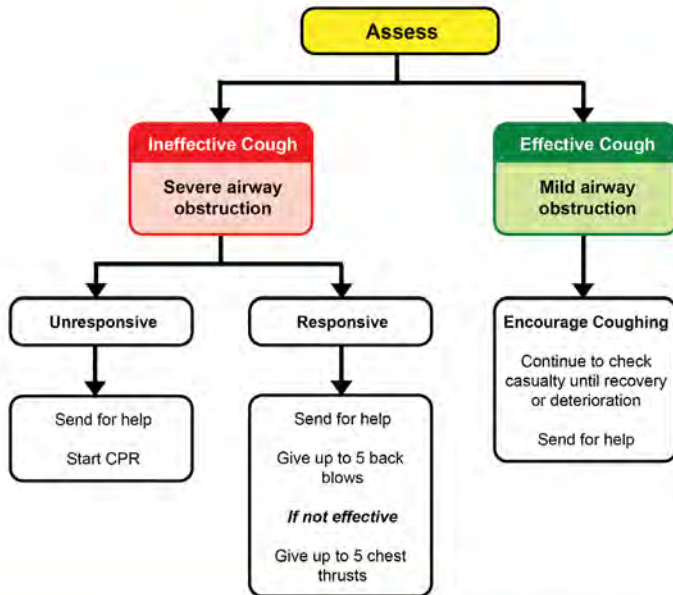 Assess
Ineffective Cough
Severe airway
obstruction
Effective Cough
Mild airway
obstruction
Unresponsive
Responsive
Encourage Coughing
Continue to check
casualty until recovery
or deterioration
Send for help
Send for help
Start CPR
Send for help
Give up to 5 back
blows
If not effective
Give up to 5 chest
thrusts